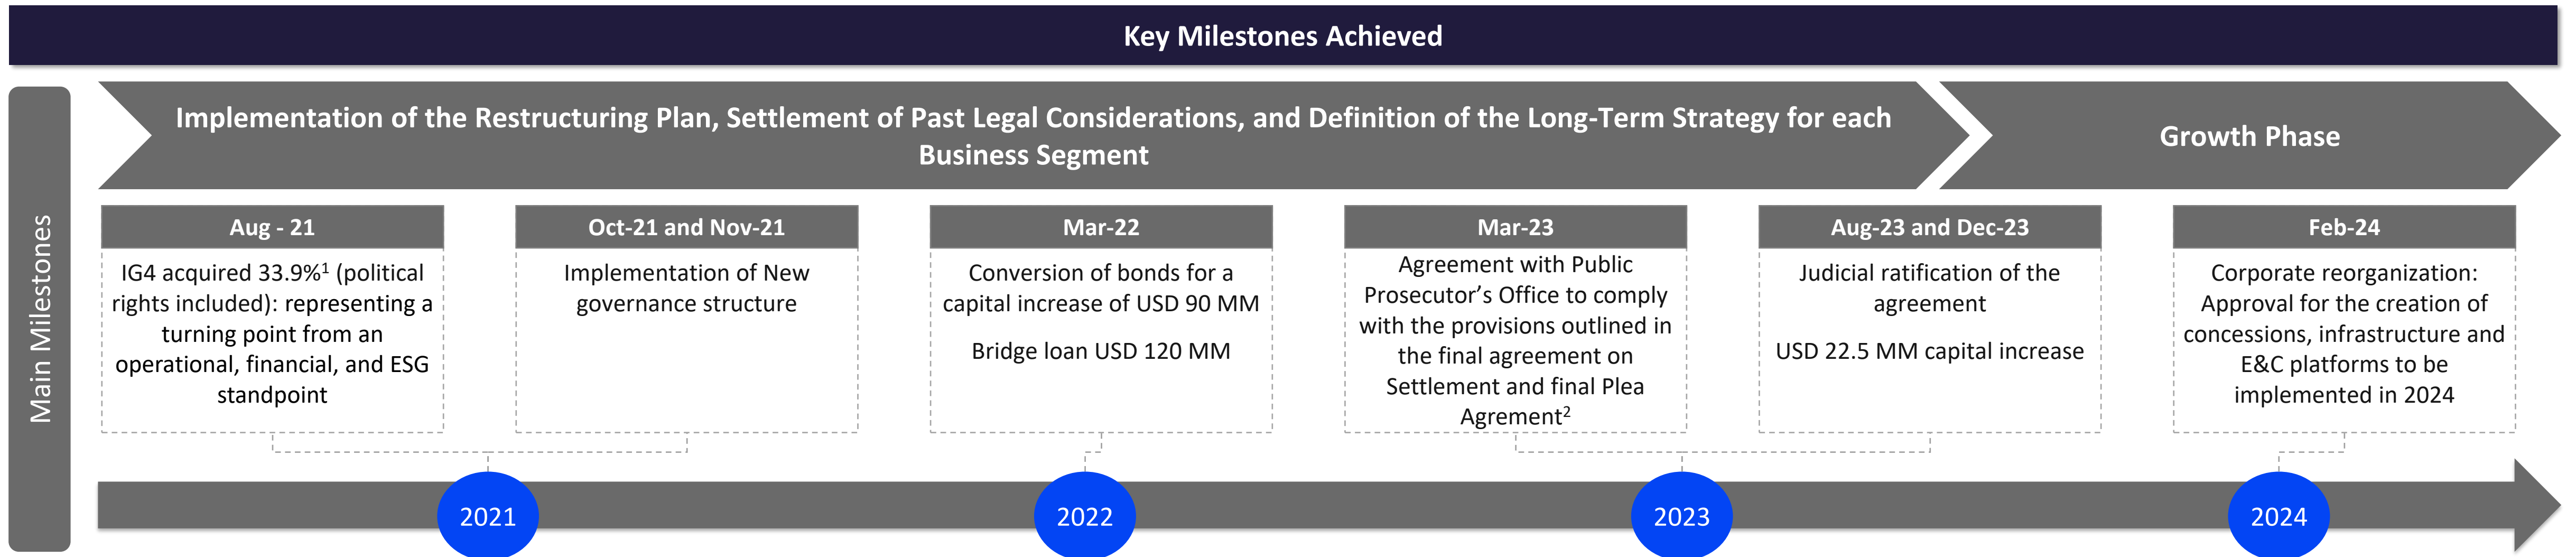 Key Milestones Achieved
Main Milestones
Implementation of the Restructuring Plan, Settlement of Past Legal Considerations, and Definition of the Long-Term Strategy for each
Business Segment
Growth Phase
Aug - 21
IG4 acquired 33.9%¹ (political
rights included): representing a
turning point from an
operational, financial, and ESG
standpoint
Oct-21 and Nov-21
Implementation of New
governance structure
Mar-22
Conversion of bonds for a
capital increase of USD 90 MM
Bridge loan USD 120 MM
Mar-23
Agreement with Public
Prosecutor’s Office to comply
with the provisions outlined in
the final agreement on
Settlement and final Plea
Agrement²
Aug-23 and Dec-23
Judicial ratification of the
agreement
USD 22.5 MM capital increase
Feb-24
Corporate reorganization:
Approval for the creation of
concessions, infrastructure and
E&C platforms to be
implemented in 2024
2021
2022
2023
2024